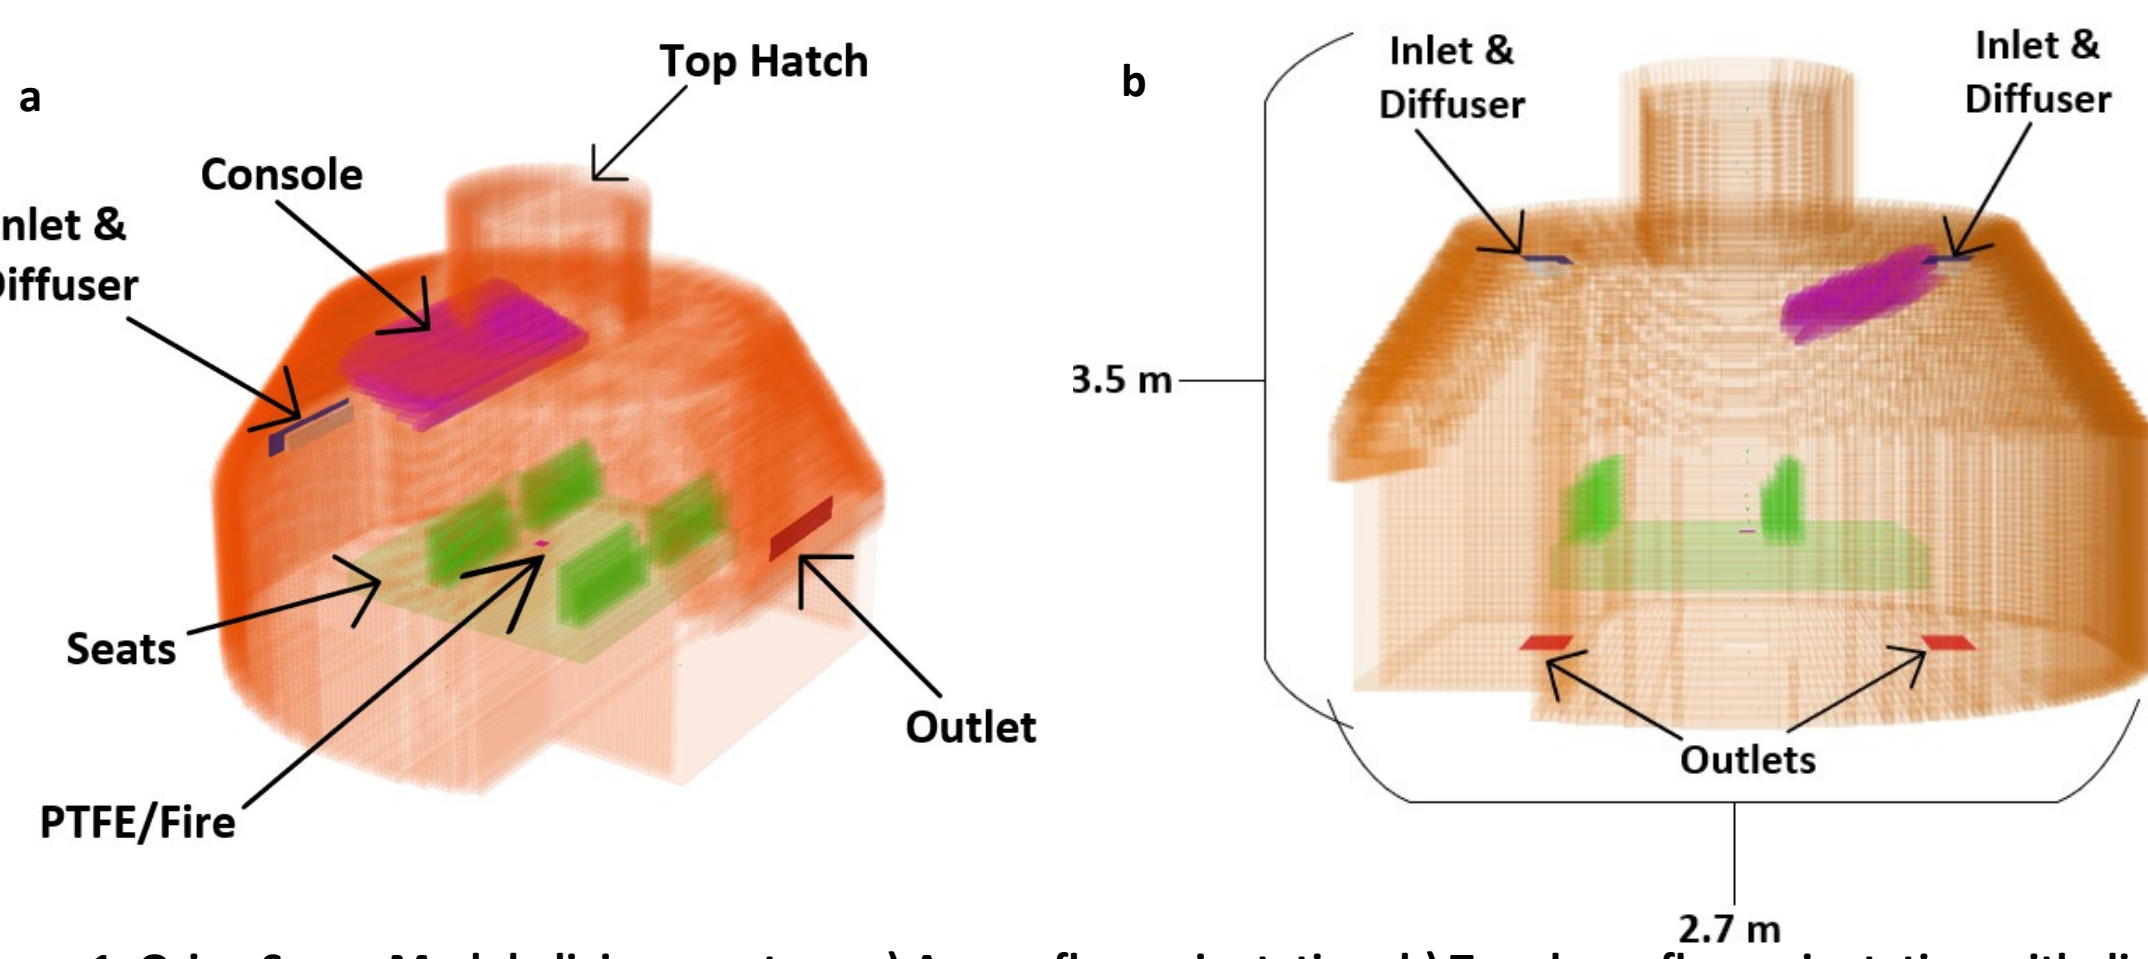 a
Top Hatch
Console
nlet &
Diffuser
Seats
PTFE/Fire
Outlet
b
Inlet &
Diffuser
Inlet &
Diffuser
3.5 m
Outlets
2.7 m